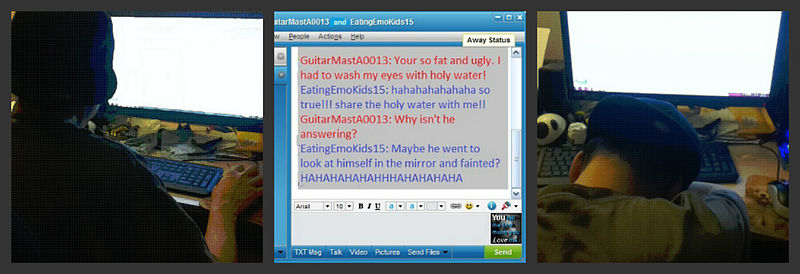 itarMastA0013 and EatingEmoKids15
w People Actions Help
Away Status
GuitarMastA0013: Your so fat and ugly. I
had to wash my eyes with holy water!
EatingEmoKids15: hahahahahahaha so
true!!! share the holy water with me!!
GuitarMastA0013: Why isn't he
answering?
EatingEmoKids15: Maybe he went to
look at himself in the mirror and fainted?
HAHAHAHAHAHHHAHAHAHAHA
Arial 10 B I U a a
You
Love
TXT Msg Talk Video Pictures Send Files Send